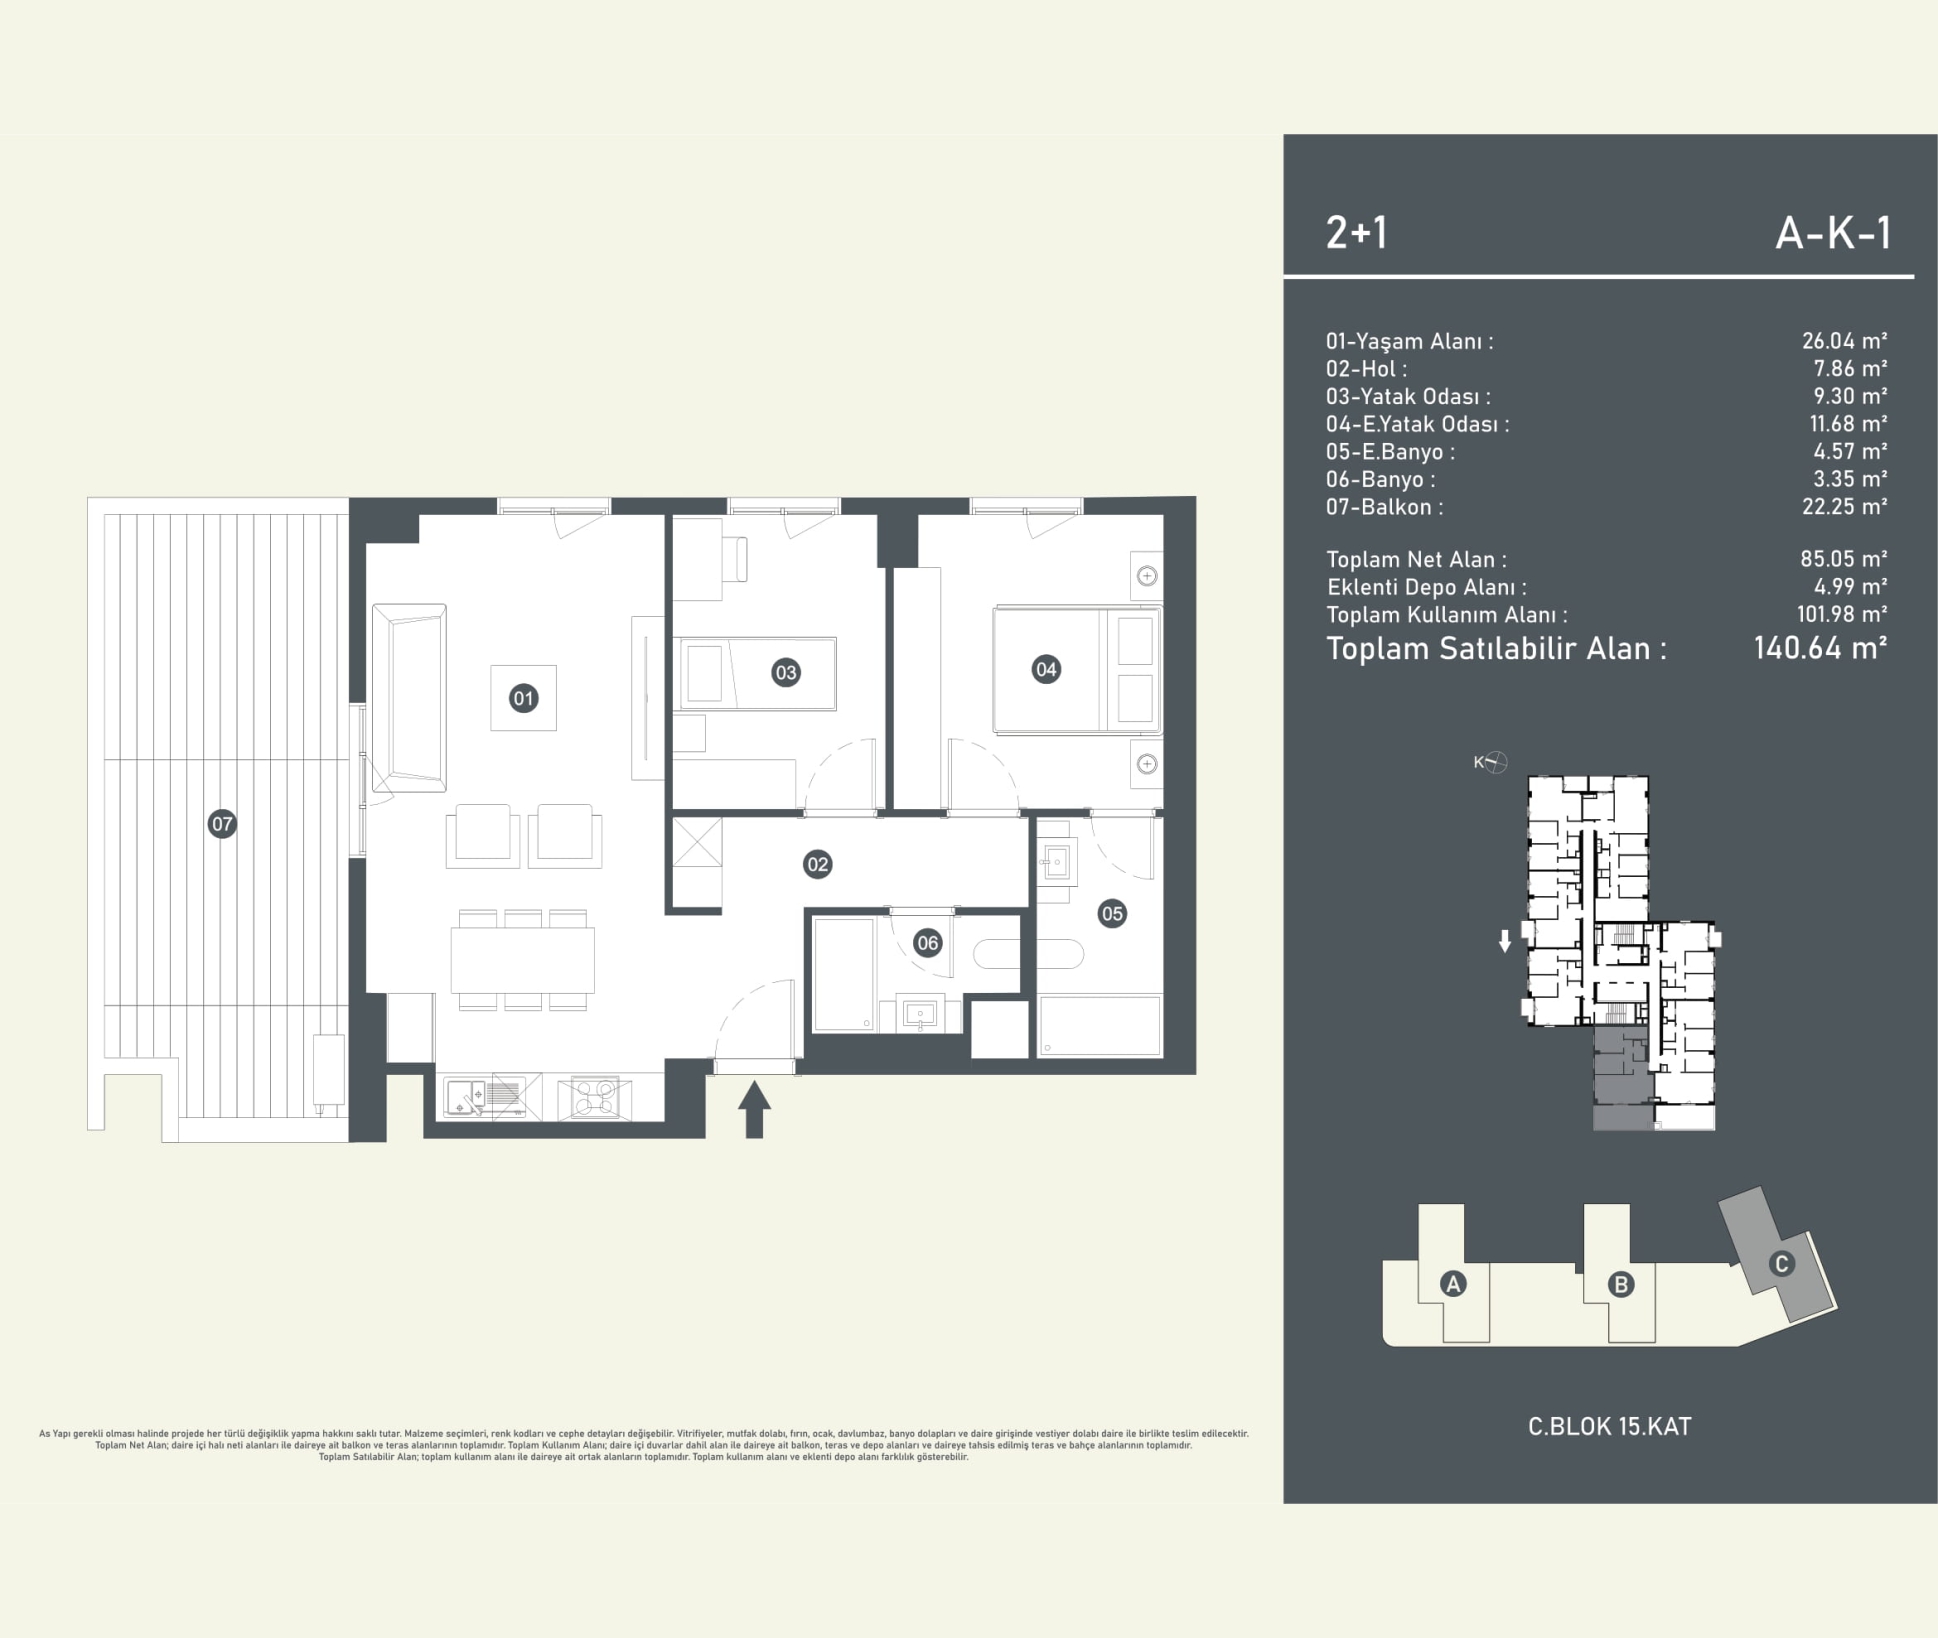 2+1 A-K-1
01-Yaşam Alanı : 26.04 m²
02-Hol : 7.86 m²
03-Yatak Odası : 9.30 m²
04-E.Yatak Odası : 11.68 m²
05-E.Banyo : 4.57 m²
06-Banyo : 3.35 m²
07-Balkon : 22.25 m²
Toplam Net Alan : 85.05 m²
Eklenti Depo Alanı : 4.99 m²
Toplam Kullanım Alanı : 101.98 m²
Toplam Satılabilir Alan : 140.64 m²
01
03
04
07
02
05
06
K
A
B
C
C.BLOK 15.KAT
As Yapı gerekli olması halinde projede her türlü değişiklik yapma hakkını saklı tutar. Malzeme seçimleri, renk kodları ve cephe detayları değişebilir. Vitrifiyeler, mutfak dolabı, fırın, ocak, davlumbaz, banyo dolapları ve daire girişinde vestiyer dolabı daire ile birlikte teslim edilecektir.
Toplam Net Alan; daire içi halı neti alanları ile daireye ait balkon ve teras alanlarının toplamıdır. Toplam Kullanım Alanı; daire içi duvarlar dahil alan ile daireye ait balkon, teras ve depo alanları ve daireye tahsis edilmiş teras ve bahçe alanlarının toplamıdır.
Toplam Satılabilir Alan; toplam kullanım alanı ile daireye ait ortak alanların toplamıdır. Toplam kullanım alanı ve eklenti depo alanı farklılık gösterebilir.